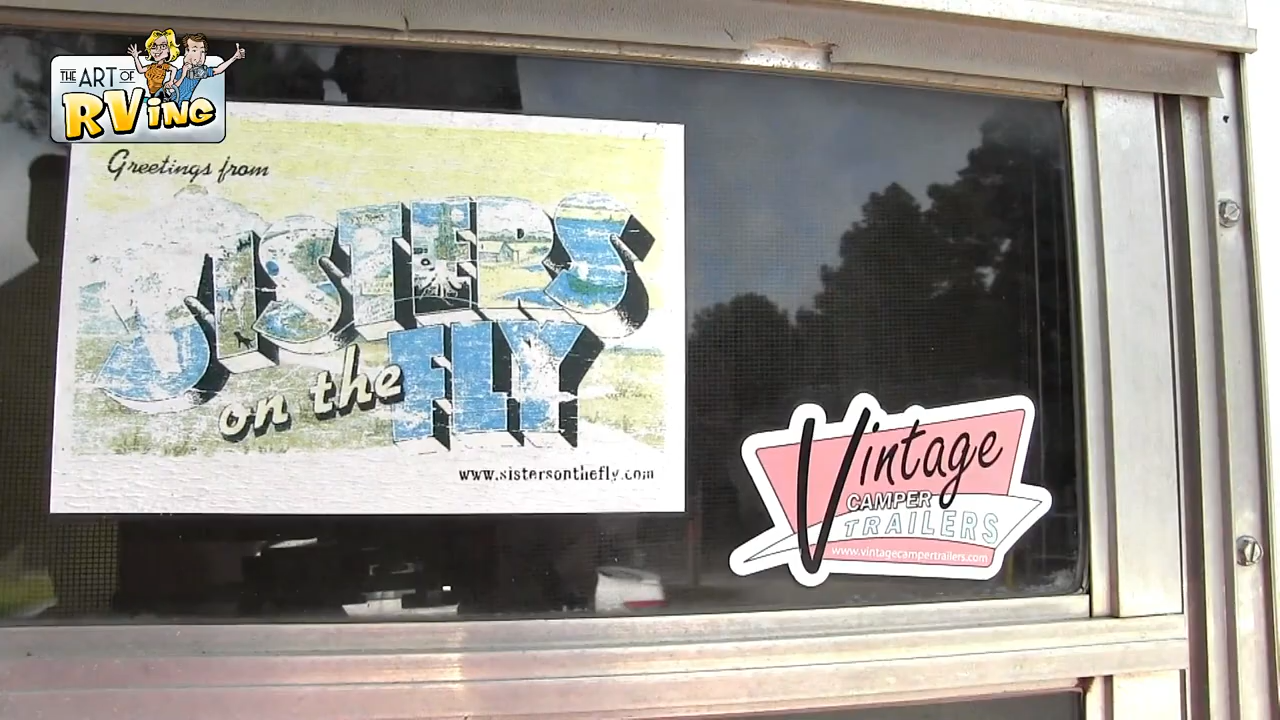 THE ART OF
RVING
Greetings from
SISTERS
on the FLY
www.sistersonthefly.com
Vintage
CAMPER
TRAILERS
www.vintagecampertrailers.com